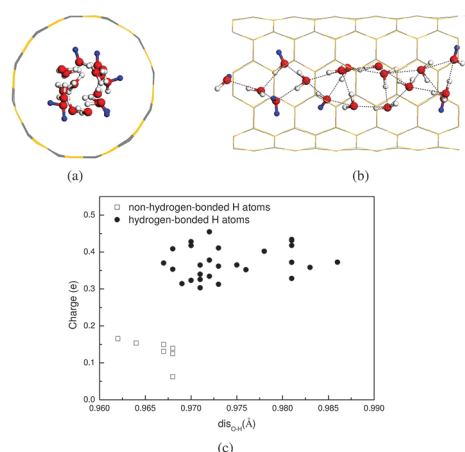 (a)
(b)
non-hydrogen-bonded H atoms
hydrogen-bonded H atoms
Charge (e)
0.5
0.4
0.3
0.2
0.1
0.0
0.960 0.965 0.970 0.975 0.980 0.985 0.990
disO-H(Å)
(c)